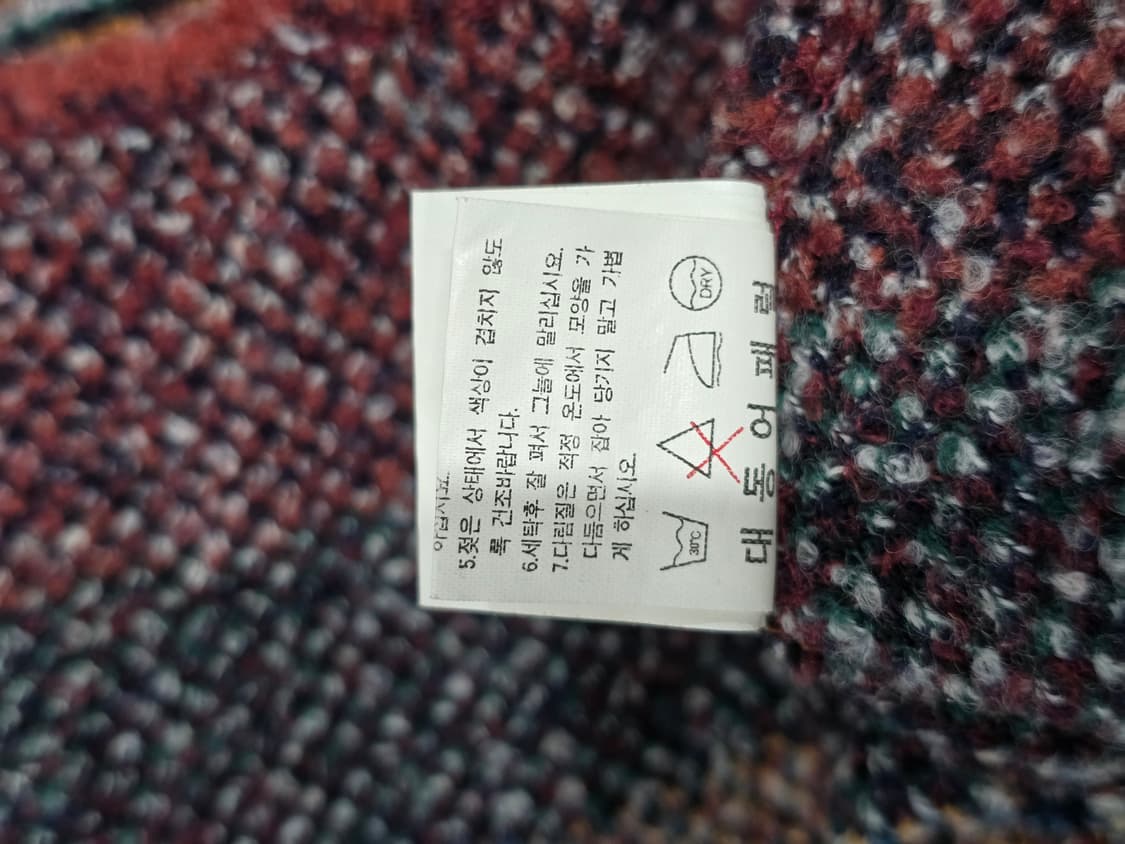 5.젖은 상태에서 색상이 겹치지 않도
록 건조바랍니다.
6.세탁후 잘 펴서 그늘에 말리십시요.
7.다림질은 적정 온도에서 모양을 가
다듬으면서 잡아 당기지 말고 가볍
게 하십시오.
30℃
DRY
대동어패럴